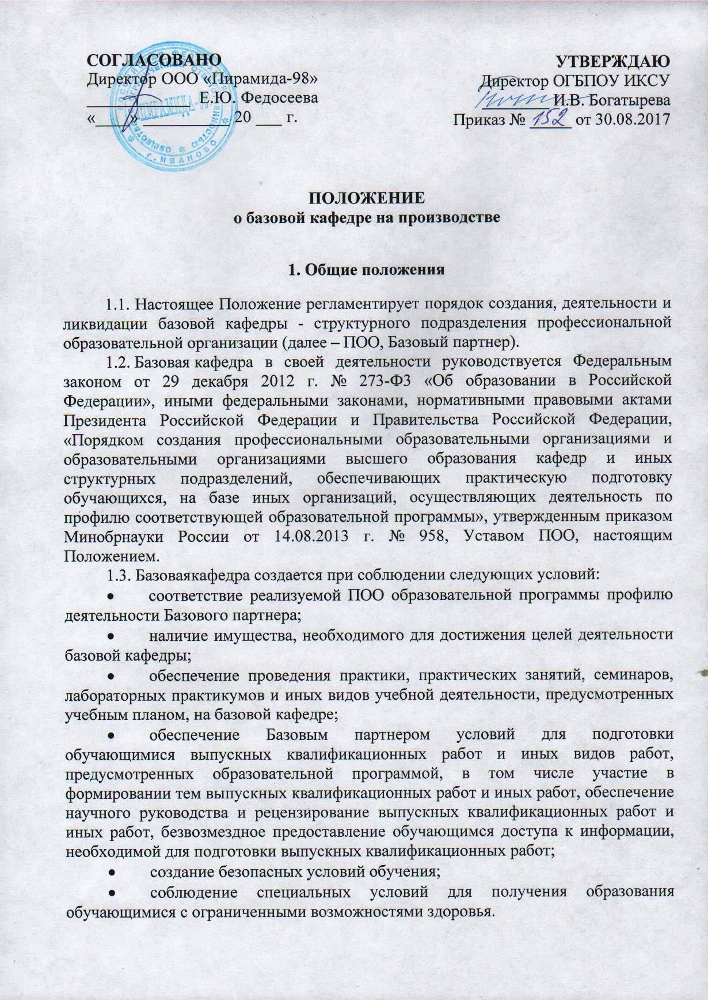 СОГЛАСОВАНО
Директор ООО «Пирамида-98»
____________ Е.Ю. Федосеева
«____» __________ 20 ___ г.
УТВЕРЖДАЮ
Директор ОГБПОУ ИКСУ
________ И.В. Богатырева
Приказ № 152 от 30.08.2017
РОССИЙСКАЯ ФЕДЕРАЦИЯ
ОБЩЕСТВО С ОГРАНИЧЕННОЙ ОТВЕТСТВЕННОСТЬЮ
"ПИРАМИДА-98"
г.ИВАНОВО
ПОЛОЖЕНИЕ
о базовой кафедре на производстве
1. Общие положения
1.1. Настоящее Положение регламентирует порядок создания, деятельности и
ликвидации базовой кафедры - структурного подразделения профессиональной
образовательной организации (далее – ПОО, Базовый партнер).
1.2. Базовая кафедра в своей деятельности руководствуется Федеральным
законом от 29 декабря 2012 г. № 273-ФЗ «Об образовании в Российской
Федерации», иными федеральными законами, нормативными правовыми актами
Президента Российской Федерации и Правительства Российской Федерации,
«Порядком создания профессиональными образовательными организациями и
образовательными организациями высшего образования кафедр и иных
структурных подразделений, обеспечивающих практическую подготовку
обучающихся, на базе иных организаций, осуществляющих деятельность по
профилю соответствующей образовательной программы», утвержденным приказом
Минобрнауки России от 14.08.2013 г. № 958, Уставом ПОО, настоящим
Положением.
1.3. Базоваякафедра создается при соблюдении следующих условий:
• соответствие реализуемой ПОО образовательной программы профилю
деятельности Базового партнера;
• наличие имущества, необходимого для достижения целей деятельности
базовой кафедры;
• обеспечение проведения практики, практических занятий, семинаров,
лабораторных практикумов и иных видов учебной деятельности, предусмотренных
учебным планом, на базовой кафедре;
• обеспечение Базовым партнером условий для подготовки
обучающимися выпускных квалификационных работ и иных видов работ,
предусмотренных образовательной программой, в том числе участие в
формировании тем выпускных квалификационных работ и иных работ, обеспечение
научного руководства и рецензирование выпускных квалификационных работ и
иных работ, безвозмездное предоставление обучающимся доступа к информации,
необходимой для подготовки выпускных квалификационных работ;
• создание безопасных условий обучения;
• соблюдение специальных условий для получения образования
обучающимися с ограниченными возможностями здоровья.